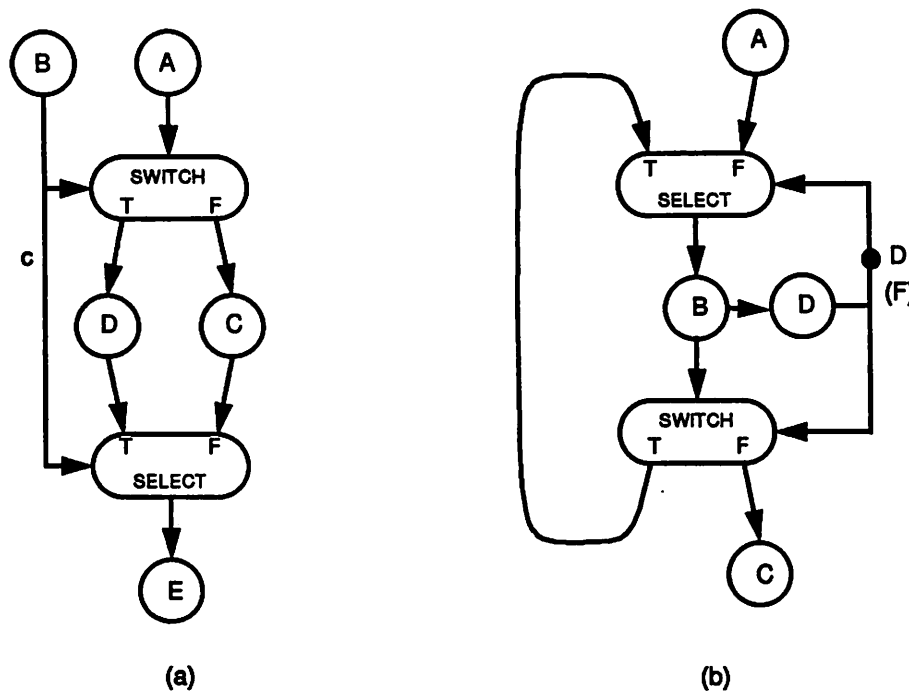 B
A
SWITCH
T F
c
D
C
T F
SELECT
E
(a)
A
T F
SELECT
D
(F)
B
D
SWITCH
T F
C
(b)